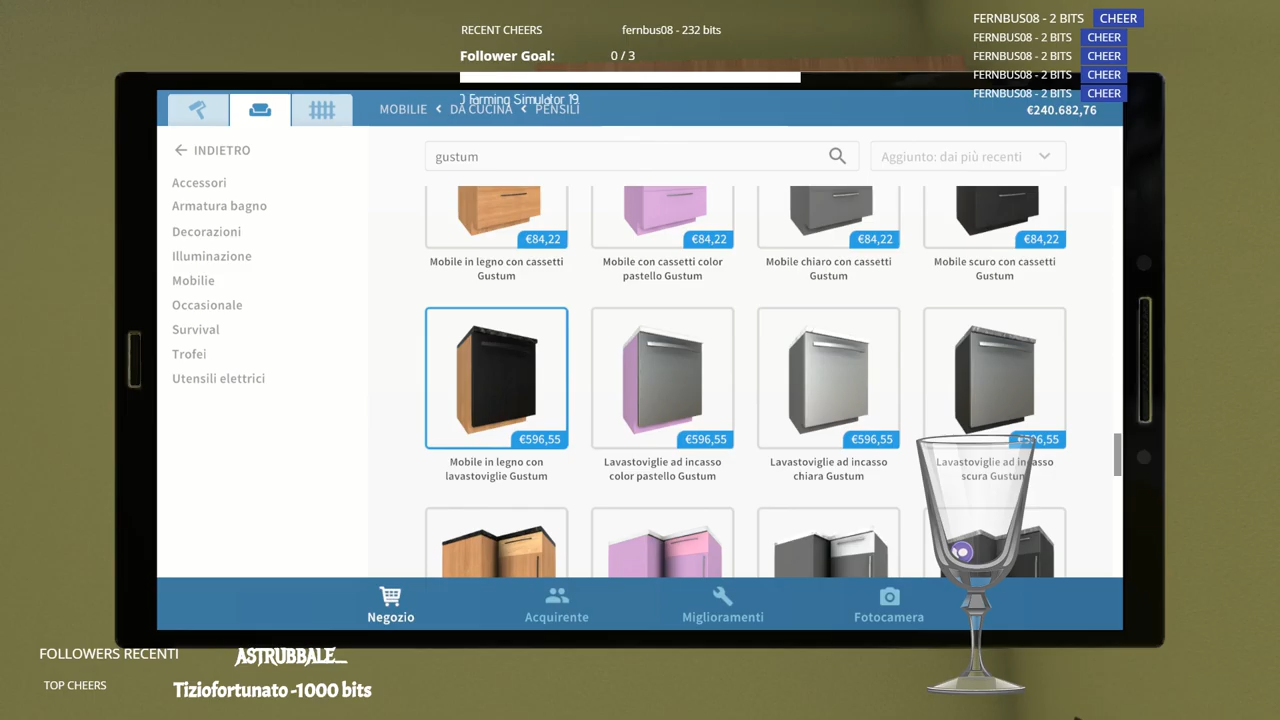 RECENT CHEERS
fernbus08 - 232 bits
Follower Goal:
0 / 3
FERNBUS08 - 2 BITS CHEER
FERNBUS08 - 2 BITS CHEER
FERNBUS08 - 2 BITS CHEER
FERNBUS08 - 2 BITS CHEER
FERNBUS08 - 2 BITS CHEER
Farming Simulator 19
MOBILIE < DA CUCINA < PENSILI
€240.682,76
INDIETRO
Accessori
Armatura bagno
Decorazioni
Illuminazione
Mobilie
Occasionale
Survival
Trofei
Utensili elettrici
gustum
Aggiunto: dai più recenti
€84,22
€84,22
€84,22
€84,22
Mobile in legno con cassetti
Gustum
Mobile con cassetti color
pastello Gustum
Mobile chiaro con cassetti
Gustum
Mobile scuro con cassetti
Gustum
€596,55
€596,55
€596,55
€596,55
Mobile in legno con
lavastoviglie Gustum
Lavastoviglie ad incasso
color pastello Gustum
Lavastoviglie ad incasso
chiara Gustum
Lavastoviglie ad incasso
scura Gustum
Negozio
Acquirente
Miglioramenti
Fotocamera
FOLLOWERS RECENTI
ASTRUBBALE_
TOP CHEERS
Tiziofortunato -1000 bits